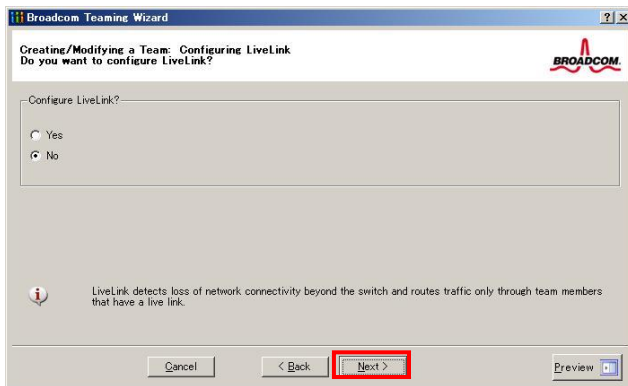 Broadcom Teaming Wizard
Creating/Modifying a Team: Configuring LiveLink
Do you want to configure LiveLink?
BROADCOM.
Configure LiveLink?
Yes
No
LiveLink detects loss of network connectivity beyond the switch and routes traffic only through team members
that have a live link.
Cancel
< Back
Next >
Preview